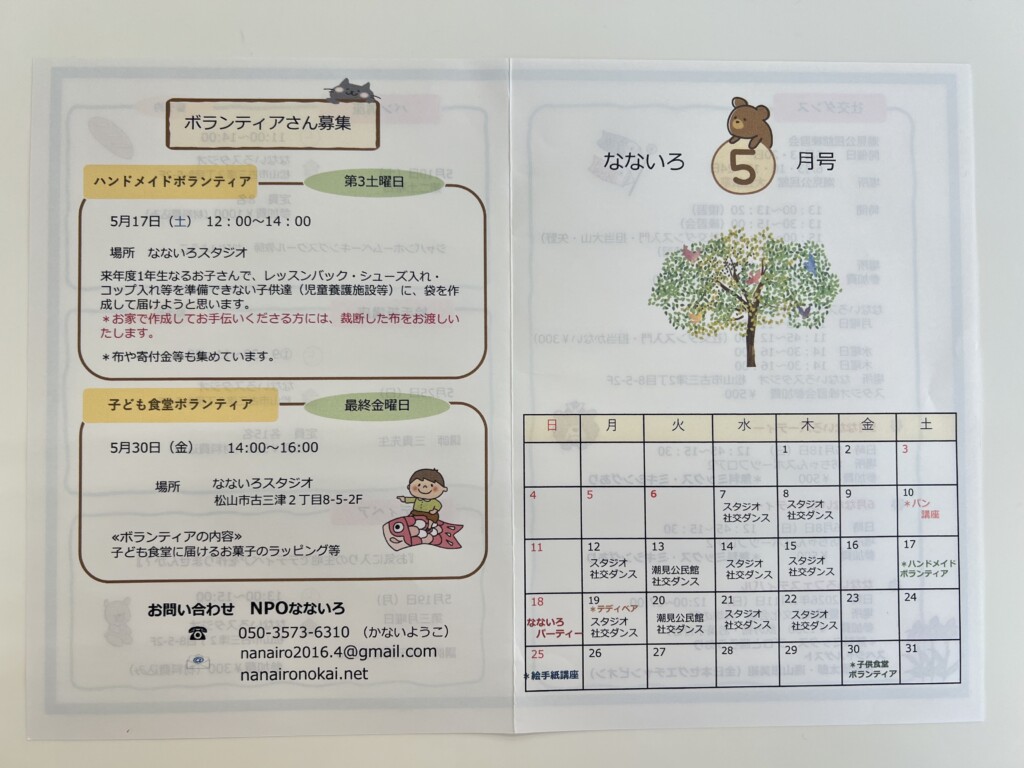 ボランティアさん募集
ハンドメイドボランティア
第3土曜日
5月17日（土） 12：00～14：00
場所 なないろスタジオ
来年度1年生なるお子さんで、レッスンバック・シューズ入れ・
コップ入れ等を準備できない子供達（児童養護施設等）に、袋を作
成して届けようと思います。
＊お家で作成してお手伝いくださる方には、裁断した布をお渡しい
たします。
＊布や寄付金等も集めています。
子ども食堂ボランティア
最終金曜日
5月30日（金） 14:00～16:00
場所 なないろスタジオ
松山市古三津２丁目8-5-2F
≪ボランティアの内容≫
子ども食堂に届けるお菓子のラッピング等
お問い合わせ NPOなないろ
☎ 050-3573-6310 （かないようこ）
nanairo2016.4@gmail.com
nanaironokai.net
なないろ 5 月号
日 月 火 水 木 金 土
1 2 3
4 5 6 7 8 9 10
スタジオ 社交ダンス
スタジオ 社交ダンス
＊パン 講座
11 12 13 14 15 16 17
スタジオ 社交ダンス
潮見公民館 社交ダンス
スタジオ 社交ダンス
スタジオ 社交ダンス
＊ハンドメイド ボランティア
18 19 20 21 22 23 24
なないろ パーティー
＊テディベア スタジオ 社交ダンス
潮見公民館 社交ダンス
スタジオ 社交ダンス
スタジオ 社交ダンス
25 26 27 28 29 30 31
＊絵手紙講座
＊子供食堂 ボランティア